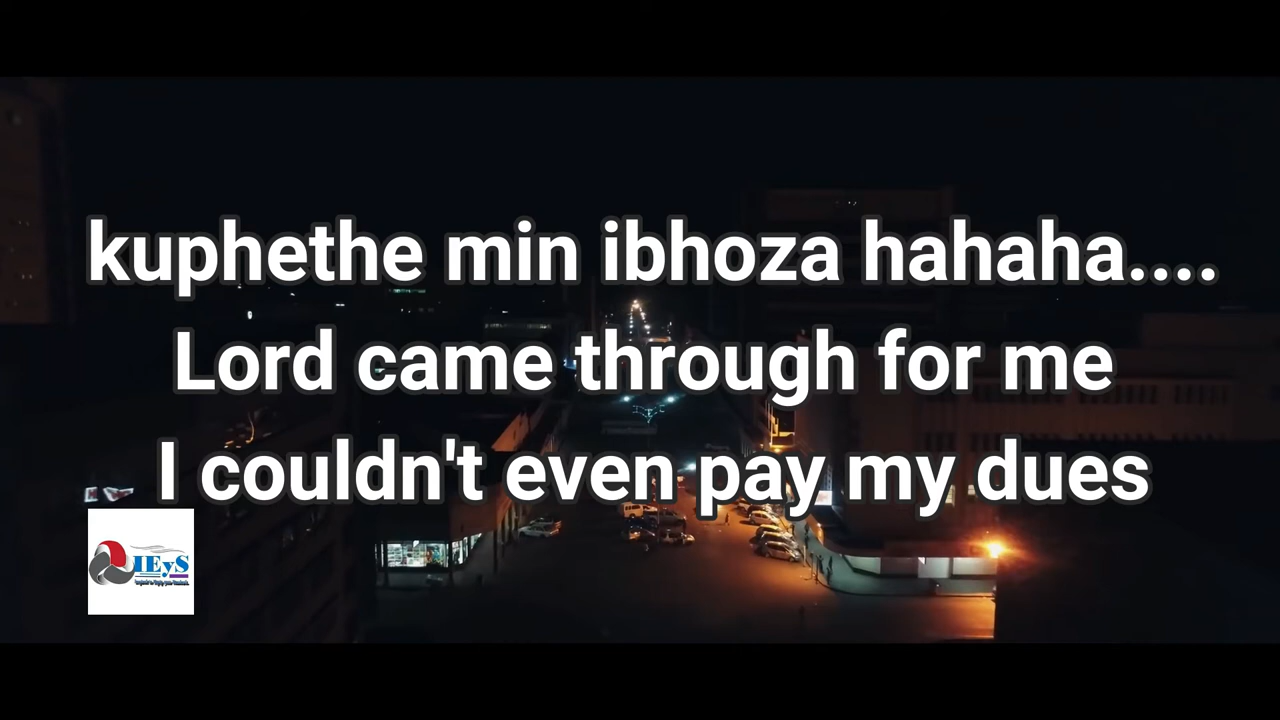 kuphethe min ibhoza hahaha....
Lord came through for me
I couldn't even pay my dues
IEyS